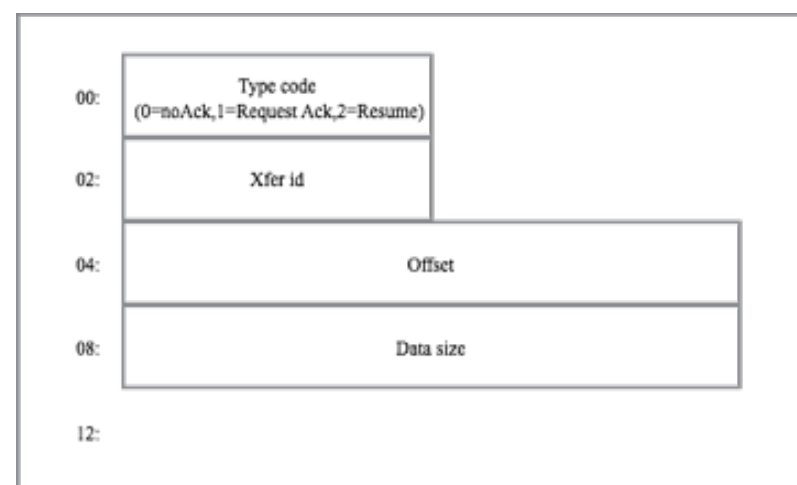 00:
Type code
(0=noAck,1=Request Ack,2=Resume)
02:
Xfer id
04:
Offset
08:
Data size
12: